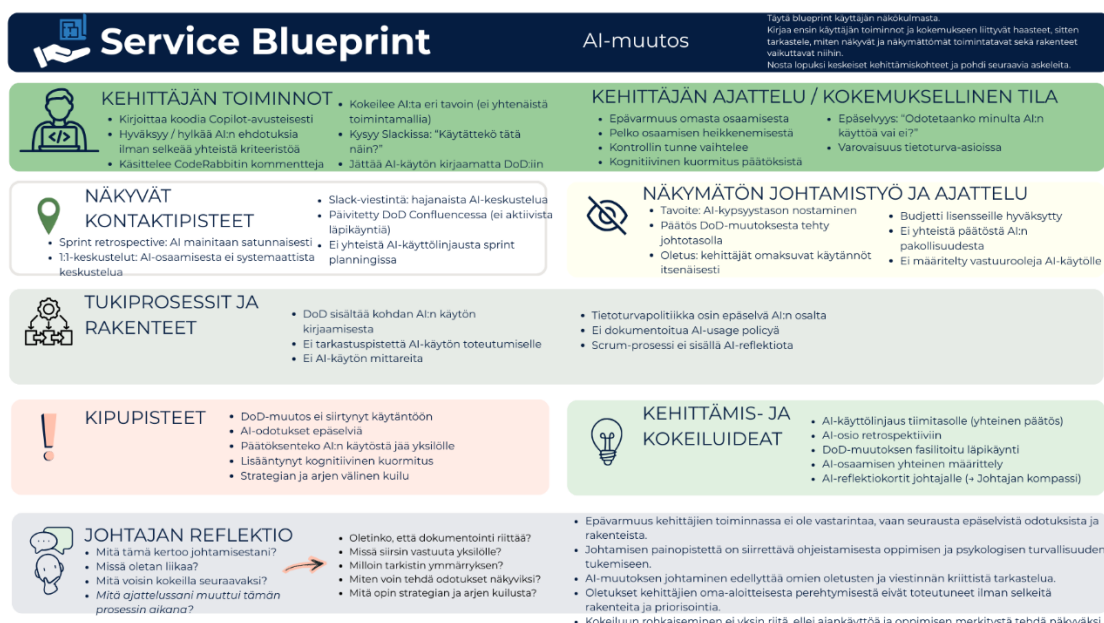 Service Blueprint
AI-muutos
Täytä blueprint käyttäjän näkökulmasta.
Kirjaa ensin käyttäjän toiminnot ja kokemukseen liittyvät haasteet, sitten
tarkastele, miten näkyvät ja näkymättömät toimintatavat sekä rakenteet
vaikuttavat niihin.
Nosta lopuksi keskeiset kehittämiskohteet ja pohdi seuraavia askeleita.
KEHITTÄJÄN TOIMINNOT
• Kirjoittaa koodia Copilot-avusteisesti
• Hyväksyy / hylkää AI:n ehdotuksia
ilman selkeää yhteistä kriteeristöä
• Käsittelee CodeRabbitin kommentteja
• Kokeilee AI:ta eri tavoin (ei yhtenäistä
toimintamallia)
• Kysyy Slackissa: “Käytättekö tätä
näin?”
• Jättää AI-käytön kirjaamatta DoD:iin
KEHITTÄJÄN AJATTELU / KOKEMUKSELLINEN TILA
• Epävarmuus omasta osaamisesta
• Pelko osaamisen heikkenemisestä
• Kontrollin tunne vaihtelee
• Kognitiivinen kuormitus päätöksistä
• Epäselvyys: “Odotetaanko minulta AI:n
käyttöä vai ei?”
• Varovaisuus tietoturva-asioissa
NÄKYVÄT
KONTAKTIPISTEET
• Sprint retrospective: AI mainitaan satunnaisesti
• 1:1-keskustelut: AI-osaamisesta ei systemaattista
keskustelua
• Slack-viestintä: hajanaista AI-keskustelua
• Päivitetty DoD Confluencessa (ei aktiivista
läpikäyntiä)
• Ei yhteistä AI-käyttölinjausta sprint
planningissa
NÄKYMÄTÖN JOHTAMISTYÖ JA AJATTELU
• Tavoite: AI-kypsyystason nostaminen
• Päätös DoD-muutoksesta tehty
johtotasolla
• Oletus: kehittäjät omaksuvat käytännöt
itsenäisesti
• Budjetti lisensseille hyväksytty
• Ei yhteistä päätöstä AI:n
pakollisuudesta
• Ei määritelty vastuurooleja AI-käytölle
TUKIPROSESSIT JA
RAKENTEET
• DoD sisältää kohdan AI:n käytön
kirjaamisesta
• Ei tarkastuspistettä AI-käytön toteutumiselle
• Ei AI-käytön mittareita
• Tietoturvapolitiikka osin epäselvä AI:n osalta
• Ei dokumentoitua AI-usage policyä
• Scrum-prosessi ei sisällä AI-reflektiota
KIPUPISTEET
• DoD-muutos ei siirtynyt käytäntöön
• AI-odotukset epäselviä
• Päätöksenteko AI:n käytöstä jää yksilölle
• Lisääntynyt kognitiivinen kuormitus
• Strategian ja arjen välinen kuilu
KEHITTÄMIS- JA
KOKEILUIDEAT
• AI-käyttölinjaus tiimitasolle (yhteinen päätös)
• AI-osio retrospektiiviin
• DoD-muutoksen fasilitoitu läpikäynti
• AI-osaamisen yhteinen määrittely
• AI-reflektiokortit johtajalle (→ Johtajan kompassi)
JOHTAJAN REFLEKTIO
• Mitä tämä kertoo johtamisestani?
• Missä oletan liikaa?
• Mitä voisin kokeilla seuraavaksi?
• Mitä ajattelussani muuttui tämän
prosessin aikana?
• Oletinko, että dokumentointi riittää?
• Missä siirsin vastuuta yksilölle?
• Milloin tarkistin ymmärryksen?
• Miten voin tehdä odotukset näkyviksi?
• Mitä opin strategian ja arjen kuilusta?
• Epävarmuus kehittäjien toiminnassa ei ole vastarintaa, vaan seurausta epäselvistä odotuksista ja
rakenteista.
• Johtamisen painopistettä on siirrettävä ohjeistamisesta oppimisen ja psykologisen turvallisuuden
tukemiseen.
• AI-muutoksen johtaminen edellyttää omien oletusten ja viestinnän kriittistä tarkastelua.
• Oletukset kehittäjien oma-aloitteisesta perehtymisestä eivät toteutuneet ilman selkeitä
rakenteita ja priorisointia.
• Kokeiluun rohkaiseminen ei yksin riitä, ellei ajankäyttöä ja oppimisen merkitystä tehdä näkyväksi